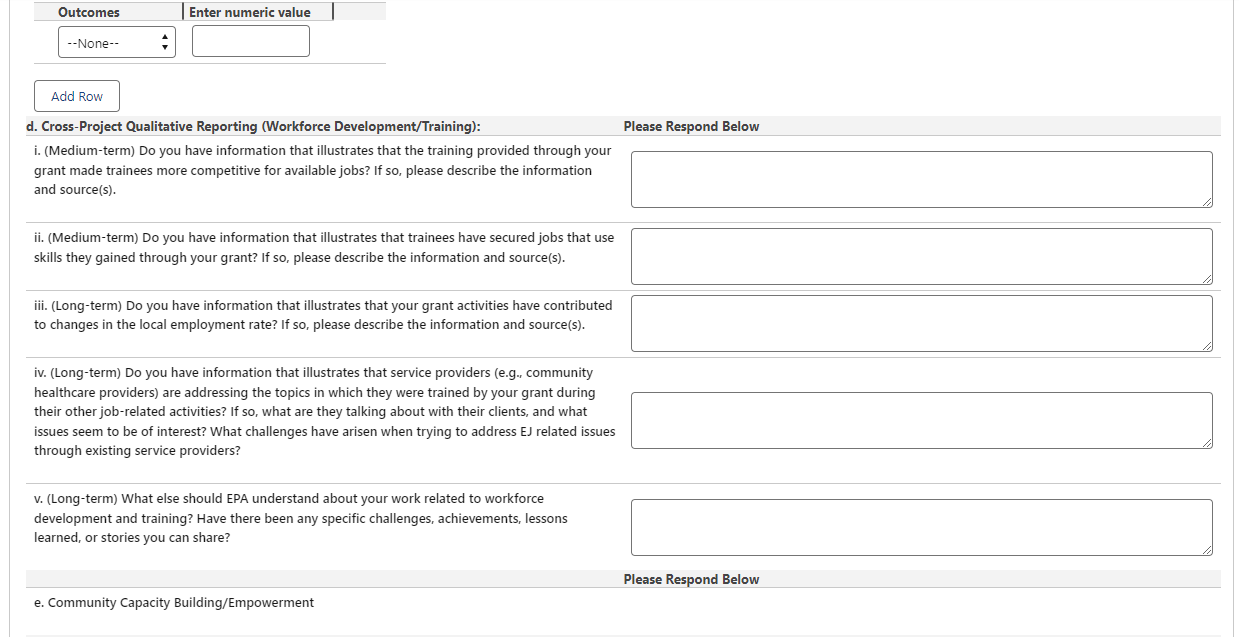 Outcomes Enter numeric value
--None--
Add Row
d. Cross-Project Qualitative Reporting (Workforce Development/Training): Please Respond Below
i. (Medium-term) Do you have information that illustrates that the training provided through your
grant made trainees more competitive for available jobs? If so, please describe the information
and source(s).
ii. (Medium-term) Do you have information that illustrates that trainees have secured jobs that use
skills they gained through your grant? If so, please describe the information and source(s).
iii. (Long-term) Do you have information that illustrates that your grant activities have contributed
to changes in the local employment rate? If so, please describe the information and source(s).
iv. (Long-term) Do you have information that illustrates that service providers (e.g., community
healthcare providers) are addressing the topics in which they were trained by your grant during
their other job-related activities? If so, what are they talking about with their clients, and what
issues seem to be of interest? What challenges have arisen when trying to address EJ related issues
through existing service providers?
v. (Long-term) What else should EPA understand about your work related to workforce
development and training? Have there been any specific challenges, achievements, lessons
learned, or stories you can share?
Please Respond Below
e. Community Capacity Building/Empowerment